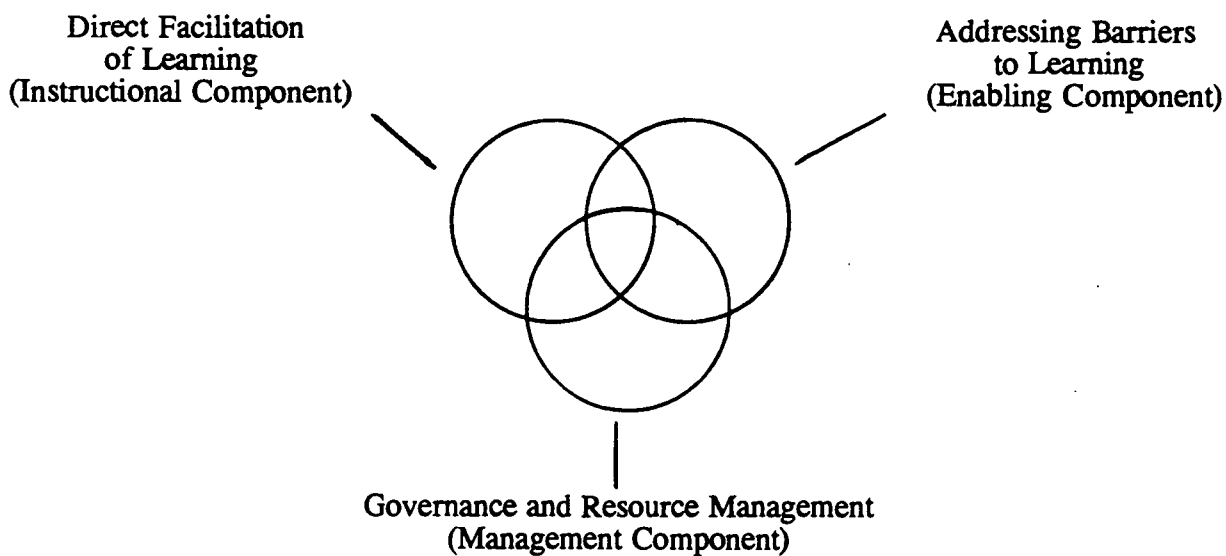 Direct Facilitation
of Learning
(Instructional Component)
Addressing Barriers
to Learning
(Enabling Component)
Governance and Resource Management
(Management Component)